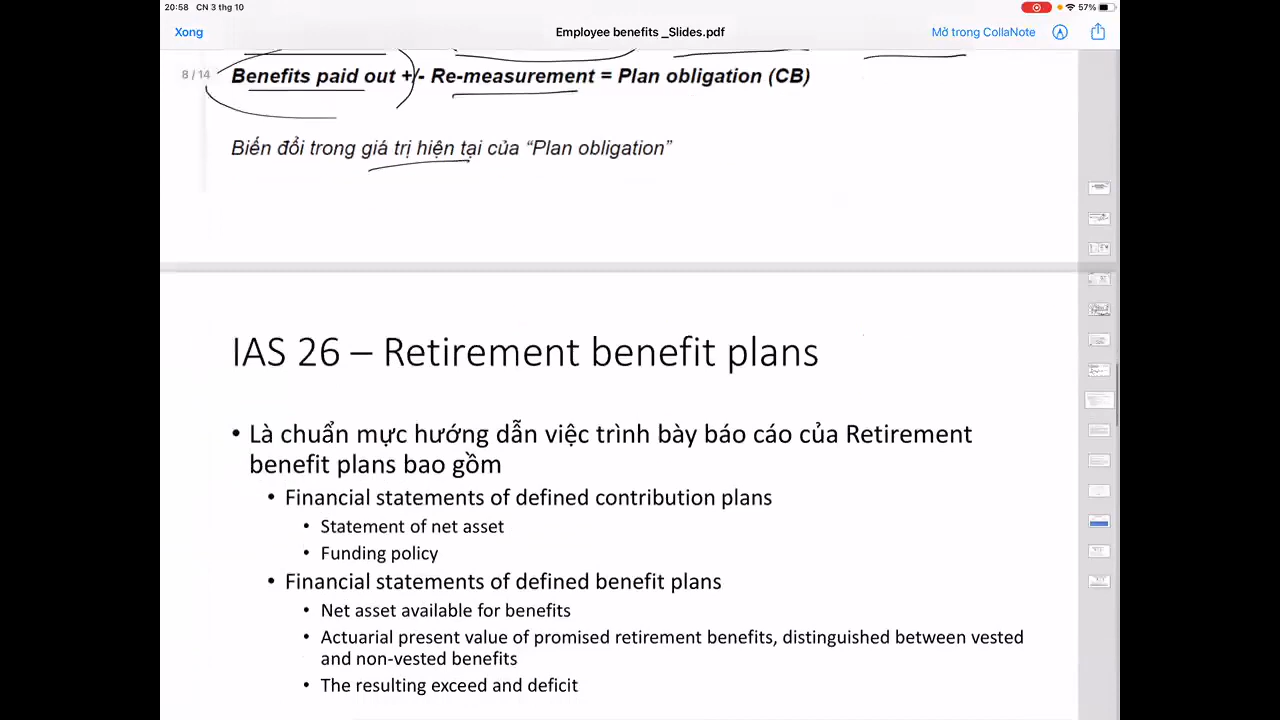 20:58 CN 3 thg 10
57%
Xong
Employee benefits _Slides.pdf
Mở trong CollaNote
8 / 14
Benefits paid out +/- Re-measurement = Plan obligation (CB)
Biến đổi trong giá trị hiện tại của “Plan obligation”
IAS 26 – Retirement benefit plans
• Là chuẩn mực hướng dẫn việc trình bày báo cáo của Retirement
benefit plans bao gồm
• Financial statements of defined contribution plans
• Statement of net asset
• Funding policy
• Financial statements of defined benefit plans
• Net asset available for benefits
• Actuarial present value of promised retirement benefits, distinguished between vested
and non-vested benefits
• The resulting exceed and deficit